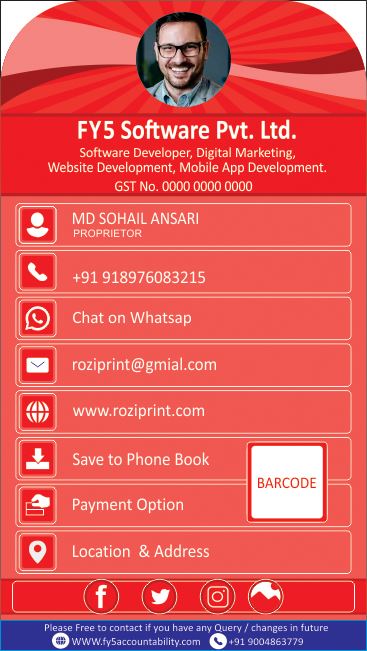 FY5 Software Pvt. Ltd.
Software Developer, Digital Marketing,
Website Development, Mobile App Development.
GST No. 0000 0000 0000
MD SOHAIL ANSARI
PROPRIETOR
+91 918976083215
Chat on Whatsap
roziprint@gmial.com
www.roziprint.com
Save to Phone Book
BARCODE
Payment Option
Location & Address
Please Free to contact if you have any Query / changes in future
WWW.fy5accountability.com +91 9004863779